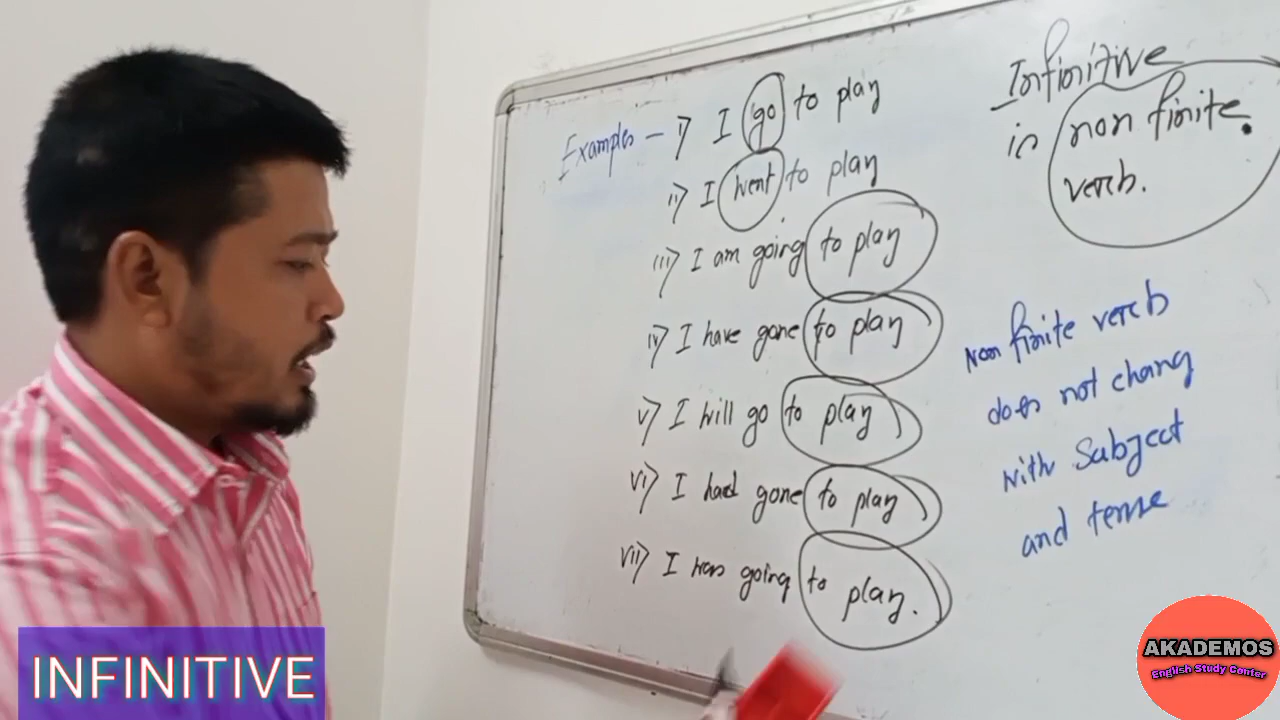 Examples — i) I go to play
ii) I went to play
iii) I am going to play
iv) I have gone to play
v) I will go to play
vi) I had gone to play
vii) I was going to play.
Infinitive
is non finite.
verb.
Non finite verb
does not chang
with Subject
and tense
INFINITIVE
AKADEMOS
English Study Center